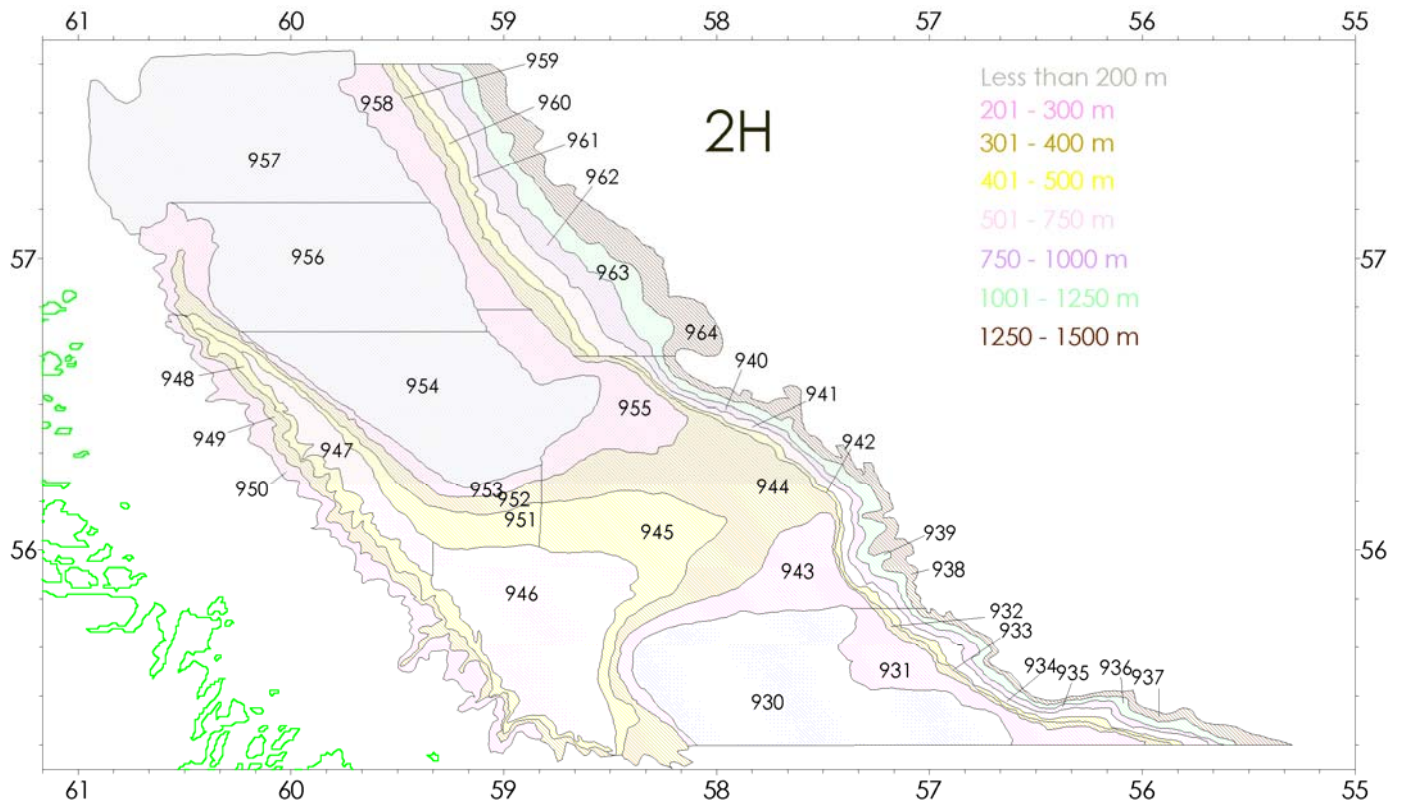 61 60 59 58 57 56 55
959
Less than 200 m
958
960
201 - 300 m
2H
961
301 - 400 m
957
962
401 - 500 m
501 - 750 m
57 956 963 750 - 1000 m 57
1001 - 1250 m
964 1250 - 1500 m
940
948 954 941
955
949 947 942
950 953 952 944
951 945 939
56 56
943 938
946
932
933
931 934 935 936 937
930
61 60 59 58 57 56 55